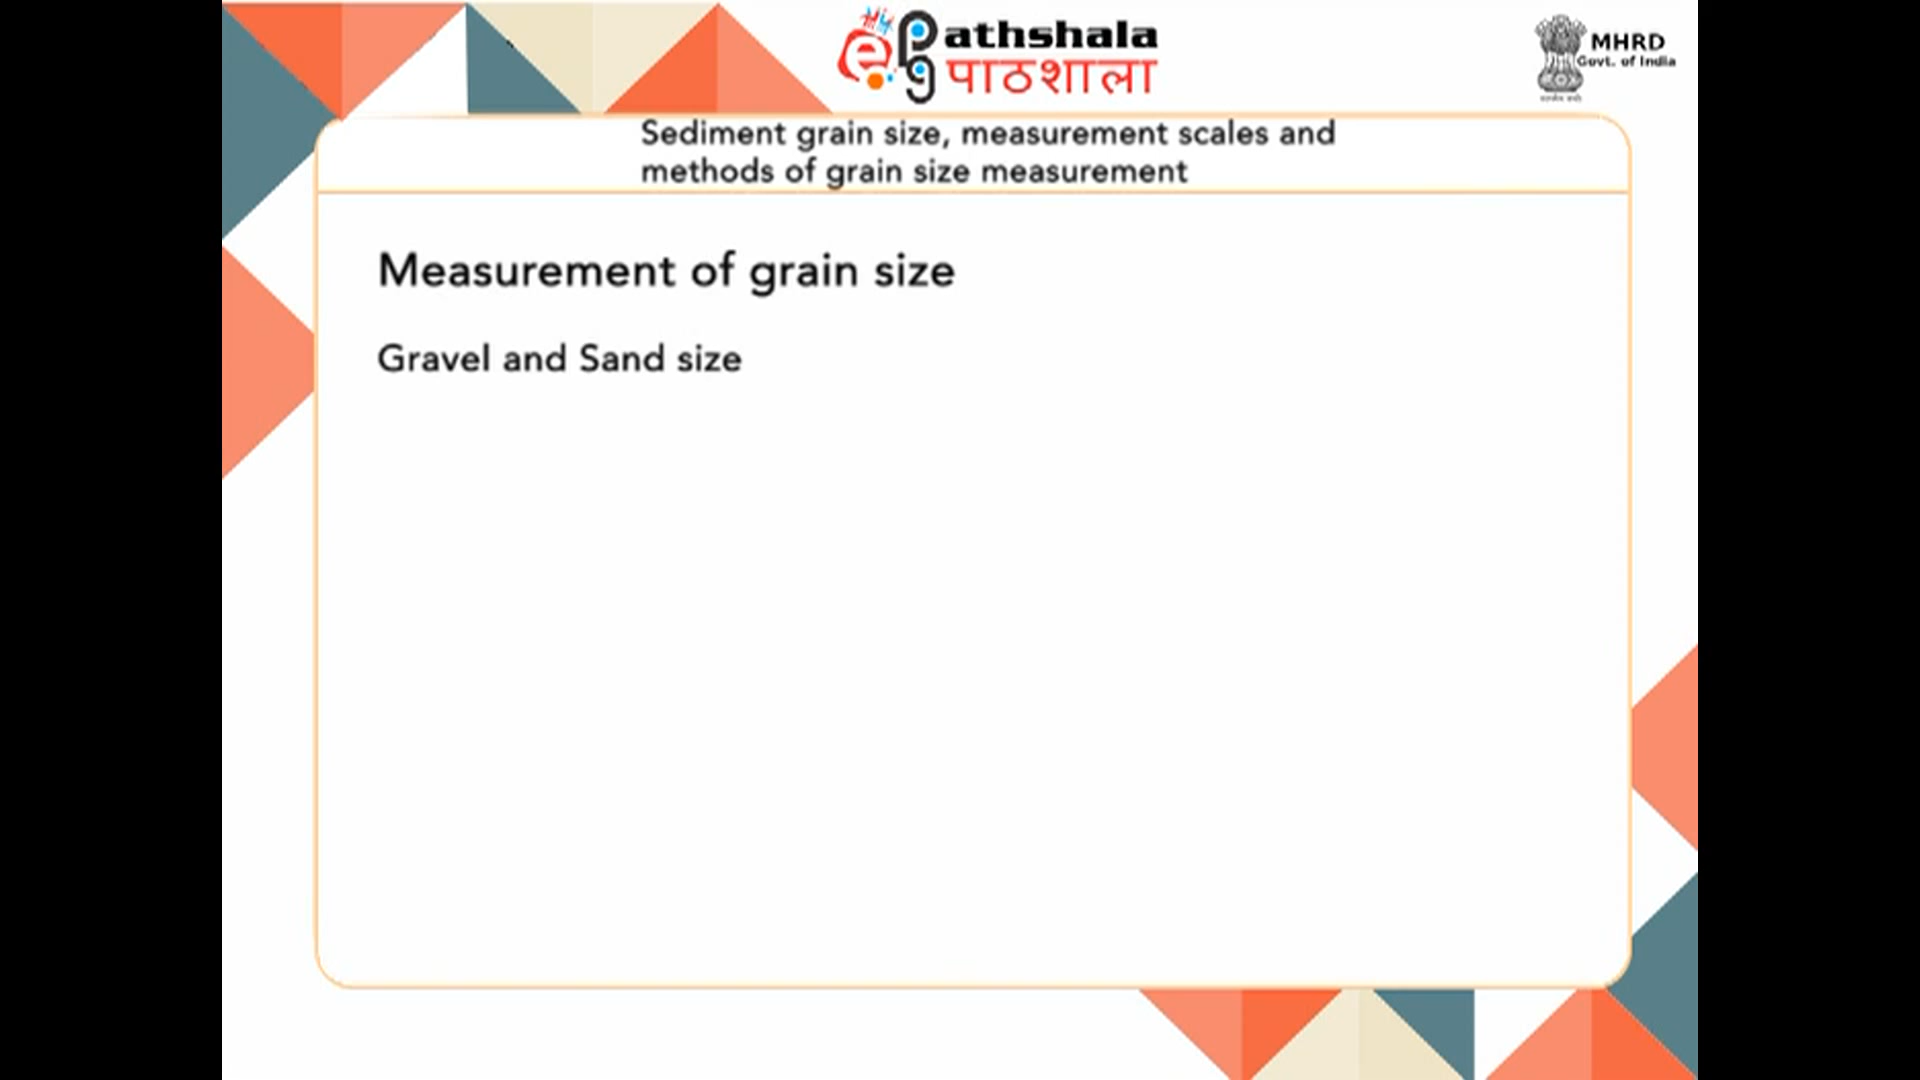 athshala
पाठशाला
MHRD
Govt. of India
Sediment grain size, measurement scales and
methods of grain size measurement
Measurement of grain size
Gravel and Sand size